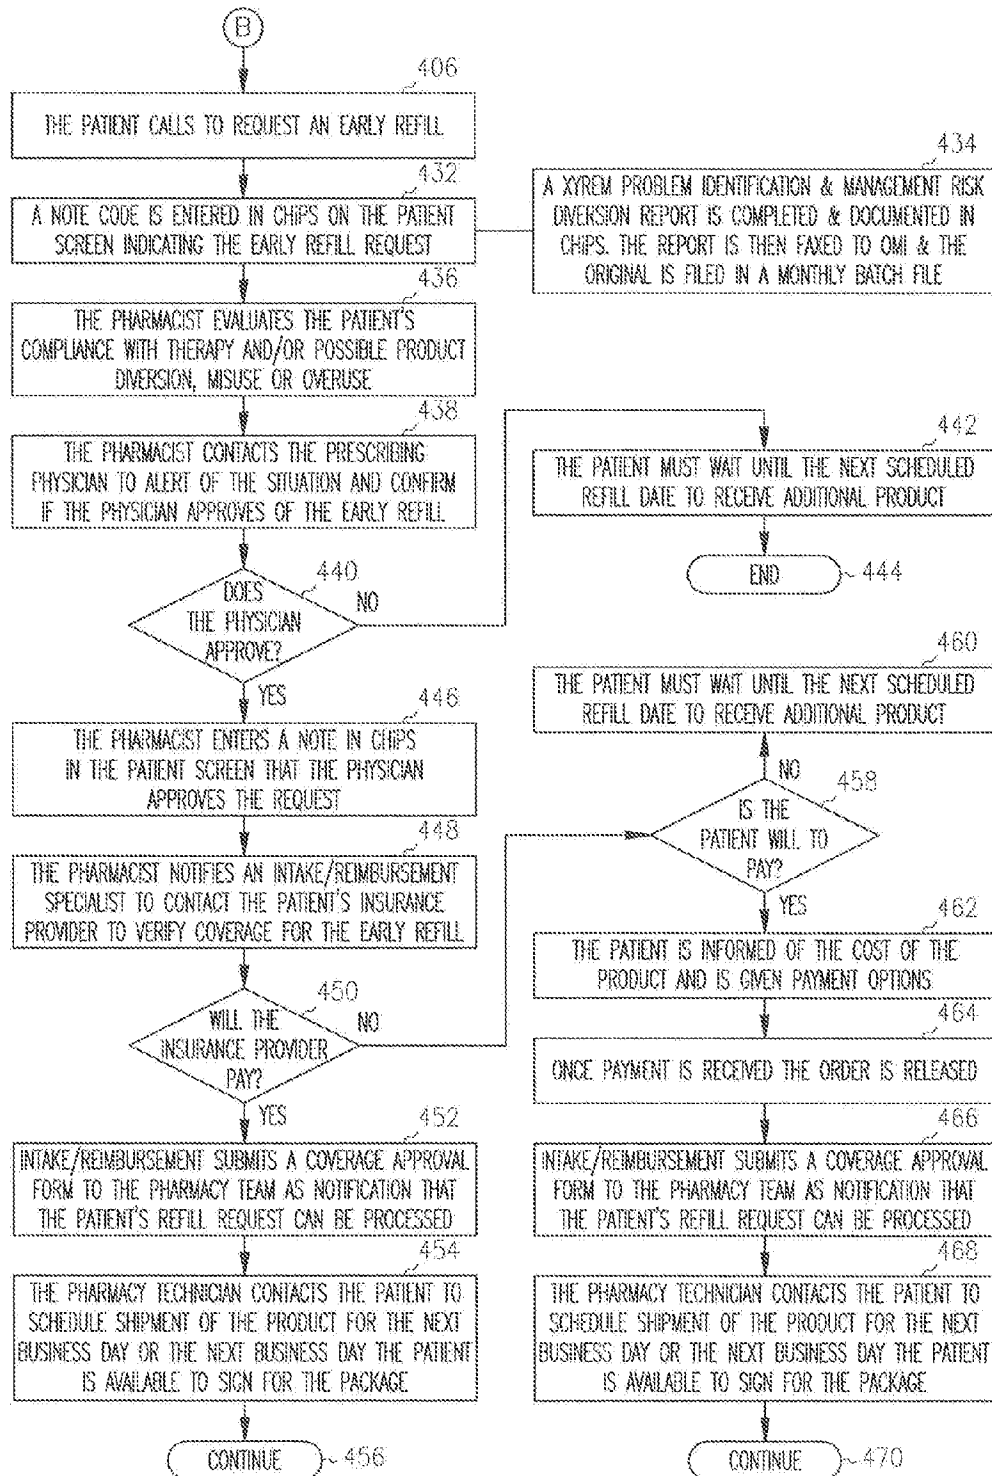 B
406
THE PATIENT CALLS TO REQUEST AN EARLY REFILL
432
A NOTE CODE IS ENTERED IN CHIPS ON THE PATIENT
SCREEN INDICATING THE EARLY REFILL REQUEST
434
A XYREM PROBLEM IDENTIFICATION & MANAGEMENT RISK
DIVERSION REPORT IS COMPLETED & DOCUMENTED IN
CHIPS. THE REPORT IS THEN FAXED TO OMI & THE
ORIGINAL IS FILED IN A MONTHLY BATCH FILE
436
THE PHARMACIST EVALUATES THE PATIENT'S
COMPLIANCE WITH THERAPY AND/OR POSSIBLE PRODUCT
DIVERSION, MISUSE OR OVERUSE
438
THE PHARMACIST CONTACTS THE PRESCRIBING
PHYSICIAN TO ALERT OF THE SITUATION AND CONFIRM
IF THE PHYSICIAN APPROVES OF THE EARLY REFILL
440
DOES
THE PHYSICIAN
APPROVE?
NO
YES
442
THE PATIENT MUST WAIT UNTIL THE NEXT SCHEDULED
REFILL DATE TO RECEIVE ADDITIONAL PRODUCT
END
444
446
THE PHARMACIST ENTERS A NOTE IN CHIPS
IN THE PATIENT SCREEN THAT THE PHYSICIAN
APPROVES THE REQUEST
448
THE PHARMACIST NOTIFIES AN INTAKE/REIMBURSEMENT
SPECIALIST TO CONTACT THE PATIENT'S INSURANCE
PROVIDER TO VERIFY COVERAGE FOR THE EARLY REFILL
450
WILL THE
INSURANCE PROVIDER
PAY?
NO
YES
452
INTAKE/REIMBURSEMENT SUBMITS A COVERAGE APPROVAL
FORM TO THE PHARMACY TEAM AS NOTIFICATION THAT
THE PATIENT'S REFILL REQUEST CAN BE PROCESSED
454
THE PHARMACY TECHNICIAN CONTACTS THE PATIENT TO
SCHEDULE SHIPMENT OF THE PRODUCT FOR THE NEXT
BUSINESS DAY OR THE NEXT BUSINESS DAY THE PATIENT
IS AVAILABLE TO SIGN FOR THE PACKAGE
CONTINUE
456
460
THE PATIENT MUST WAIT UNTIL THE NEXT SCHEDULED
REFILL DATE TO RECEIVE ADDITIONAL PRODUCT
NO
458
IS THE
PATIENT WILL TO
PAY?
YES
462
THE PATIENT IS INFORMED OF THE COST OF THE
PRODUCT AND IS GIVEN PAYMENT OPTIONS
464
ONCE PAYMENT IS RECEIVED THE ORDER IS RELEASED
466
INTAKE/REIMBURSEMENT SUBMITS A COVERAGE APPROVAL
FORM TO THE PHARMACY TEAM AS NOTIFICATION THAT
THE PATIENT'S REFILL REQUEST CAN BE PROCESSED
468
THE PHARMACY TECHNICIAN CONTACTS THE PATIENT TO
SCHEDULE SHIPMENT OF THE PRODUCT FOR THE NEXT
BUSINESS DAY OR THE NEXT BUSINESS DAY THE PATIENT
IS AVAILABLE TO SIGN FOR THE PACKAGE
CONTINUE
470